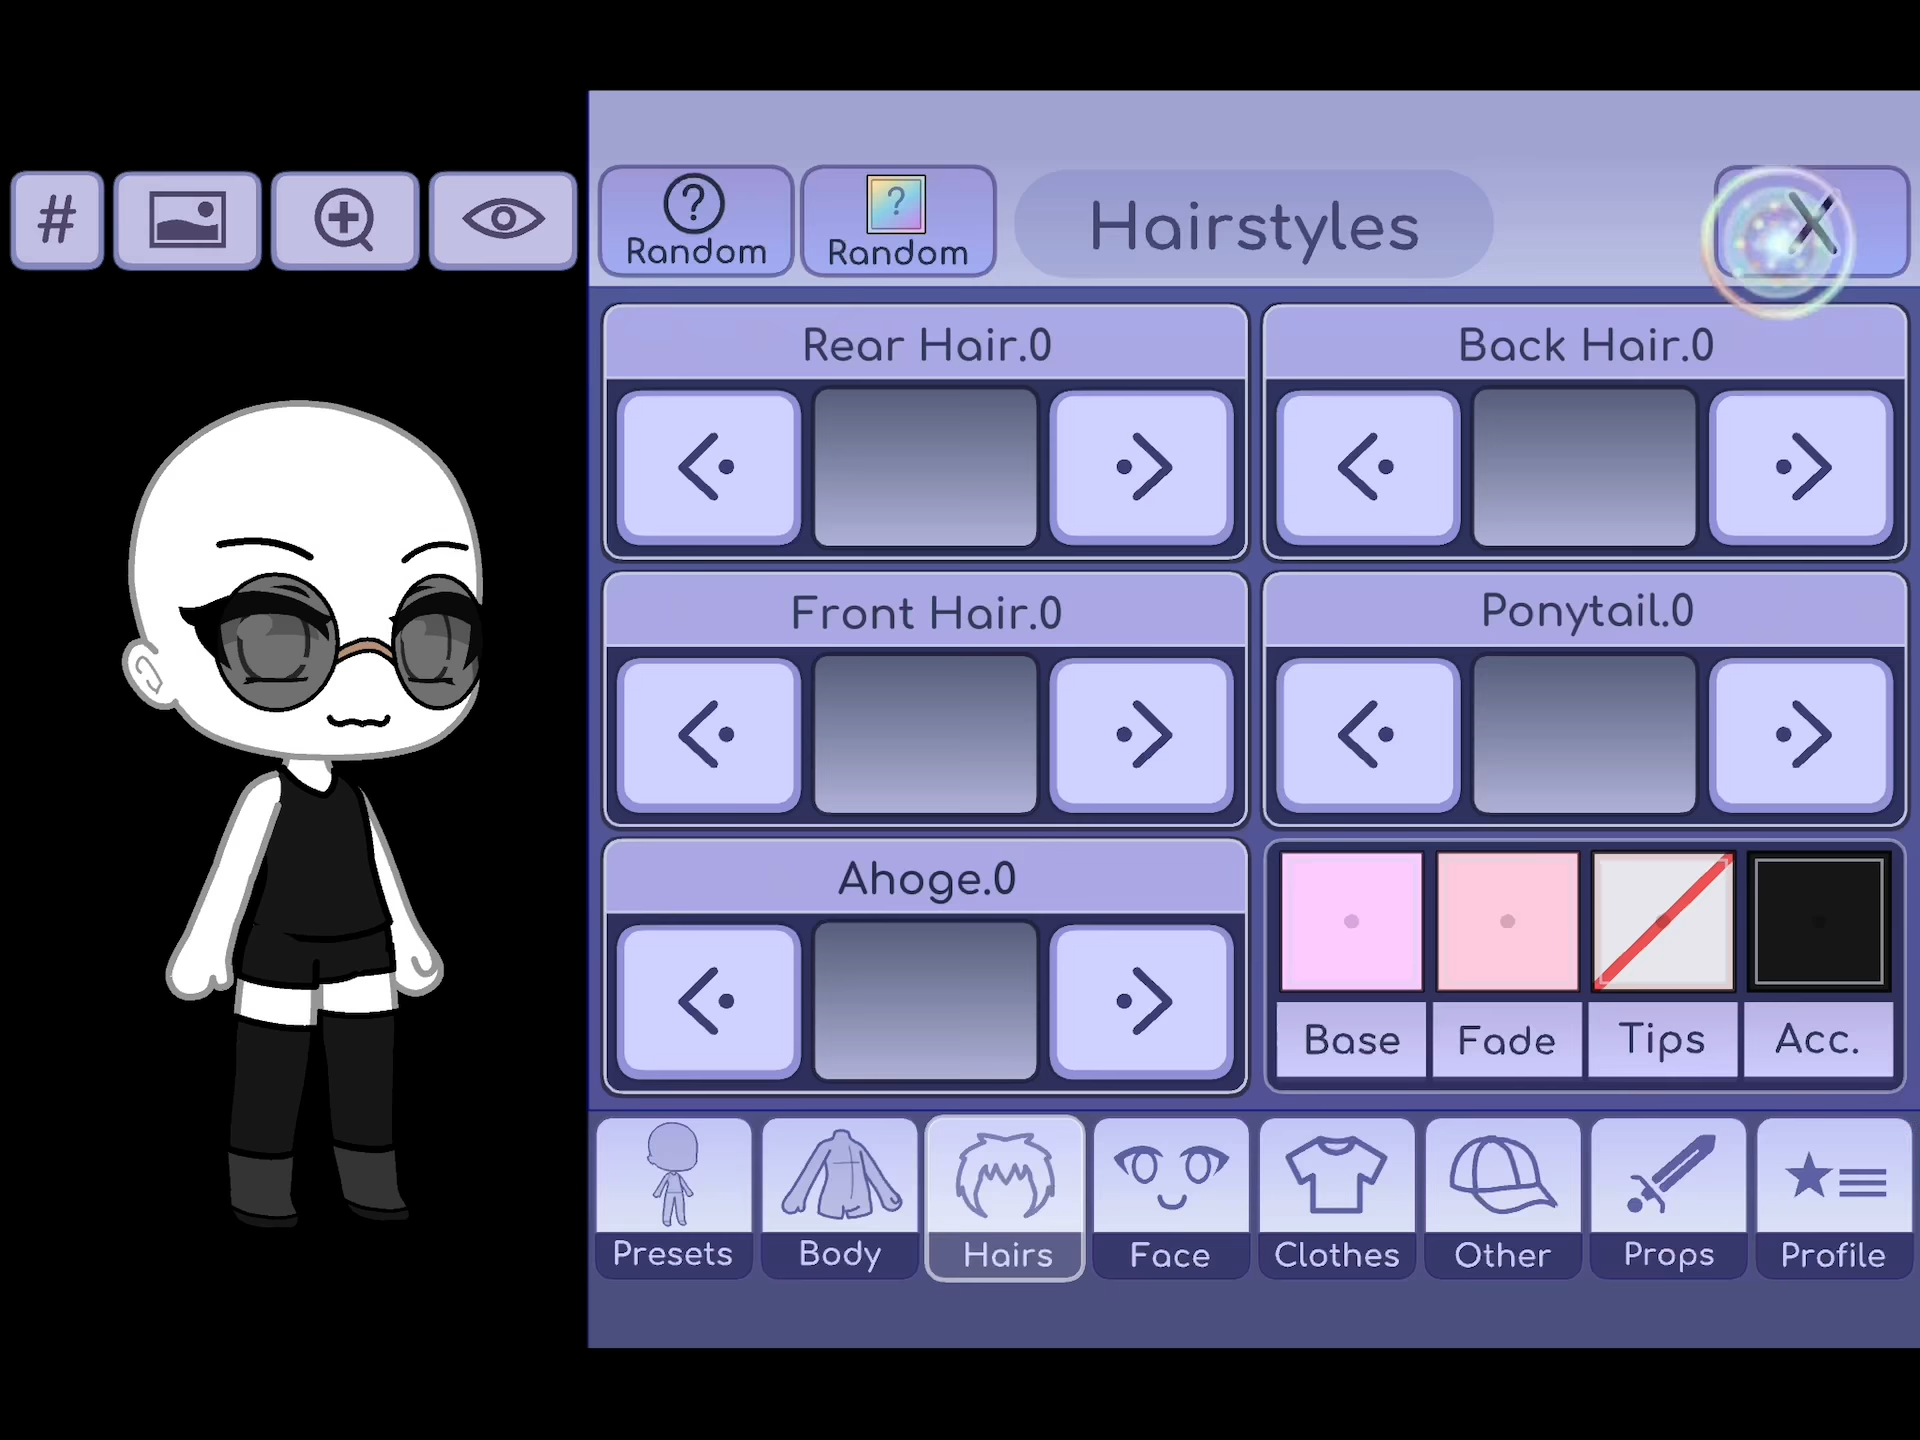 #
? Random
? Random
Hairstyles
X
Rear Hair.0
Back Hair.0
Front Hair.0
Ponytail.0
Ahoge.0
Base
Fade
Tips
Acc.
Presets
Body
Hairs
Face
Clothes
Other
Props
Profile